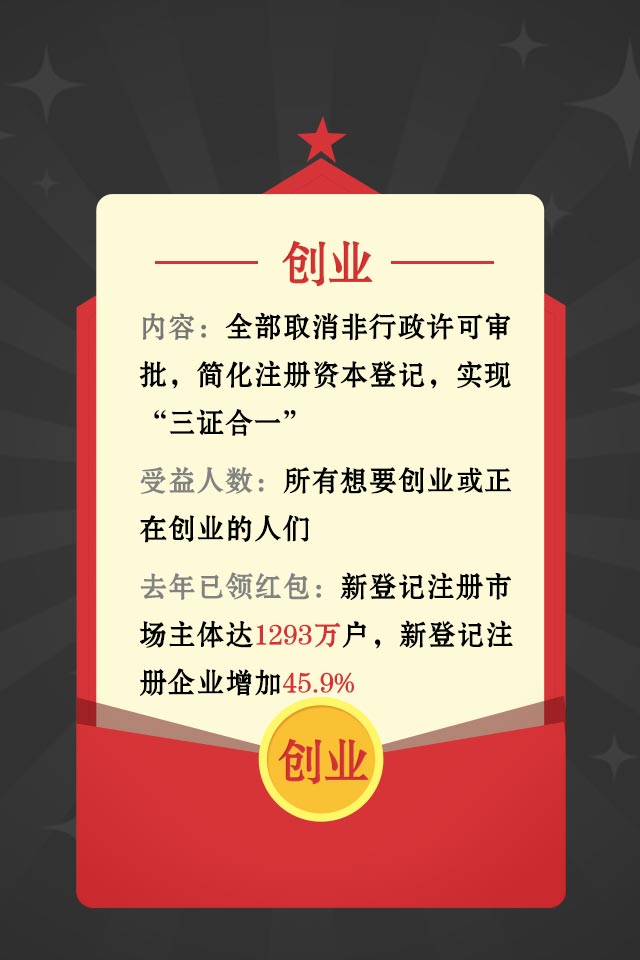 创业
内容：全部取消非行政许可审
批，简化注册资本登记，实现
“三证合一”
受益人数：所有想要创业或正
在创业的人们
去年已领红包：新登记注册市
场主体达1293万户，新登记注
册企业增加45.9%
创业